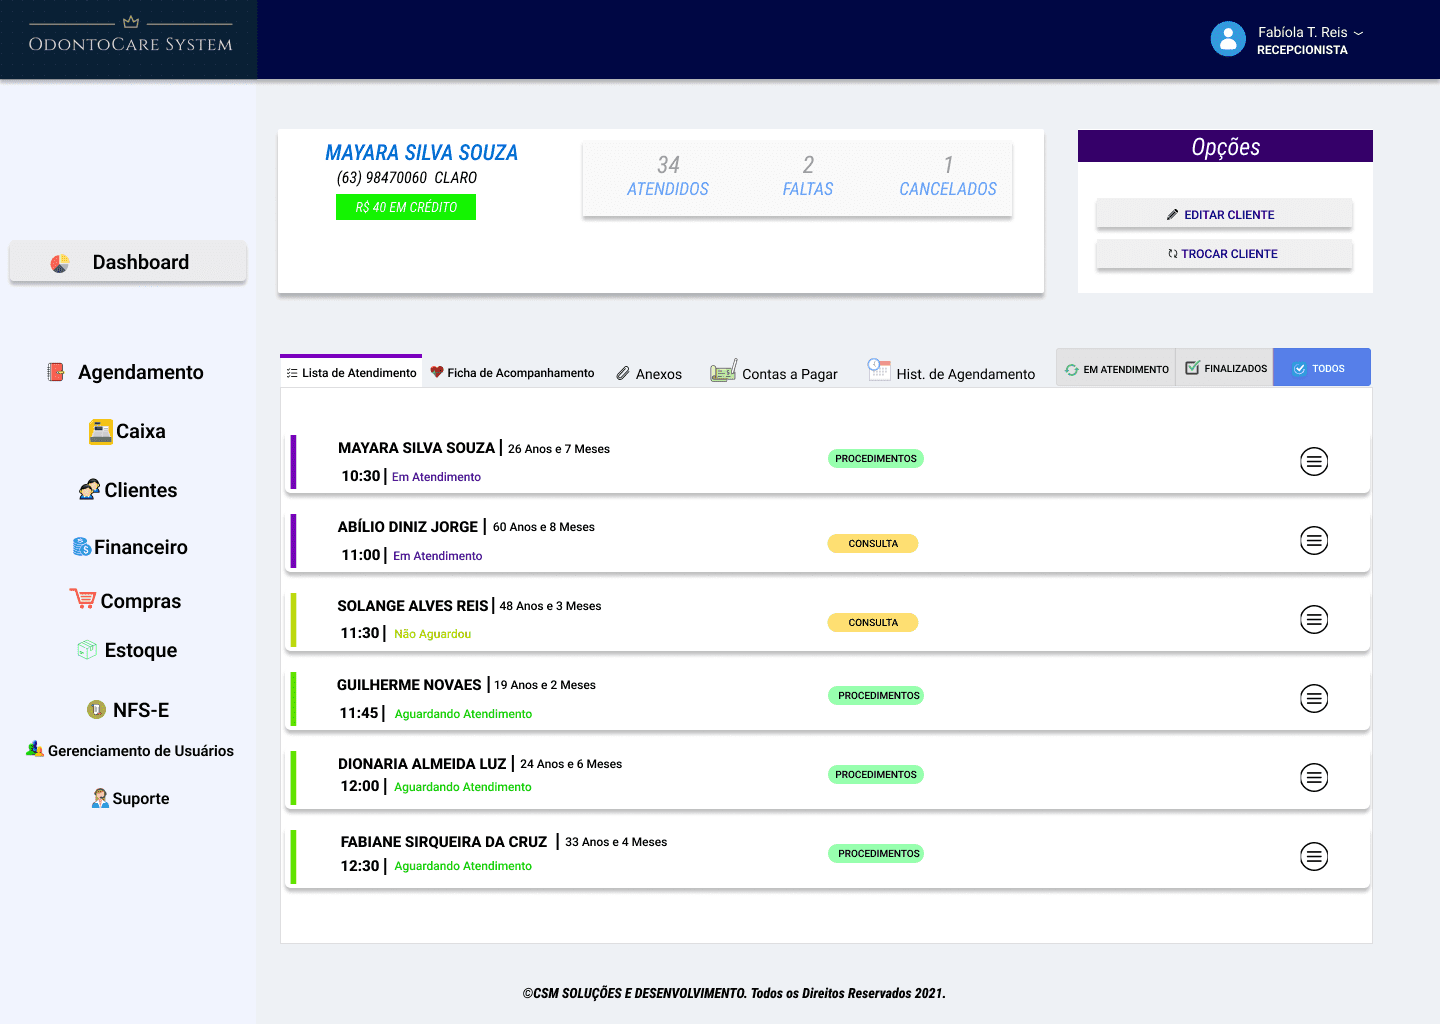 OdontoCare System
Fabíola T. Reis
RECEPCIONISTA
MAYARA SILVA SOUZA
(63) 98470060 CLARO
R$ 40 EM CRÉDITO
34
ATENDIDOS
2
FALTAS
1
CANCELADOS
Opções
EDITAR CLIENTE
TROCAR CLIENTE
Dashboard
Agendamento
Caixa
Clientes
Financeiro
Compras
Estoque
NFS-E
Gerenciamento de Usuários
Suporte
Lista de Atendimento
Ficha de Acompanhamento
Anexos
Contas a Pagar
Hist. de Agendamento
EM ATENDIMENTO
FINALIZADOS
TODOS
MAYARA SILVA SOUZA | 26 Anos e 7 Meses
10:30 | Em Atendimento
PROCEDIMENTOS
ABÍLIO DINIZ JORGE | 60 Anos e 8 Meses
11:00 | Em Atendimento
CONSULTA
SOLANGE ALVES REIS | 48 Anos e 3 Meses
11:30 | Não Aguardou
CONSULTA
GUILHERME NOVAES | 19 Anos e 2 Meses
11:45 | Aguardando Atendimento
PROCEDIMENTOS
DIONARIA ALMEIDA LUZ | 24 Anos e 6 Meses
12:00 | Aguardando Atendimento
PROCEDIMENTOS
FABIANE SIRQUEIRA DA CRUZ | 33 Anos e 4 Meses
12:30 | Aguardando Atendimento
PROCEDIMENTOS
©CSM SOLUÇÕES E DESENVOLVIMENTO. Todos os Direitos Reservados 2021.